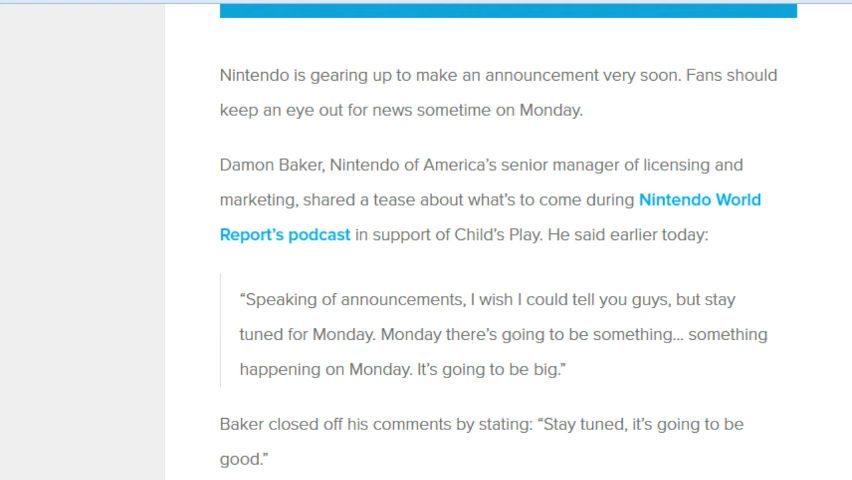 Nintendo is gearing up to make an announcement very soon. Fans should
keep an eye out for news sometime on Monday.
Damon Baker, Nintendo of America’s senior manager of licensing and
marketing, shared a tease about what’s to come during Nintendo World
Report’s podcast in support of Child’s Play. He said earlier today:
“Speaking of announcements, I wish I could tell you guys, but stay
tuned for Monday. Monday there’s going to be something... something
happening on Monday. It’s going to be big.”
Baker closed off his comments by stating: “Stay tuned, it’s going to be
good.”